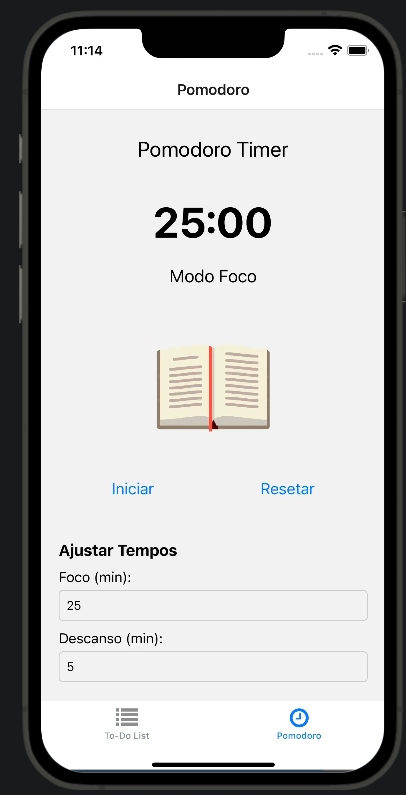 11:14
Pomodoro
Pomodoro Timer
25:00
Modo Foco
Iniciar
Resetar
Ajustar Tempos
Foco (min):
25
Descanso (min):
5
To-Do List
Pomodoro